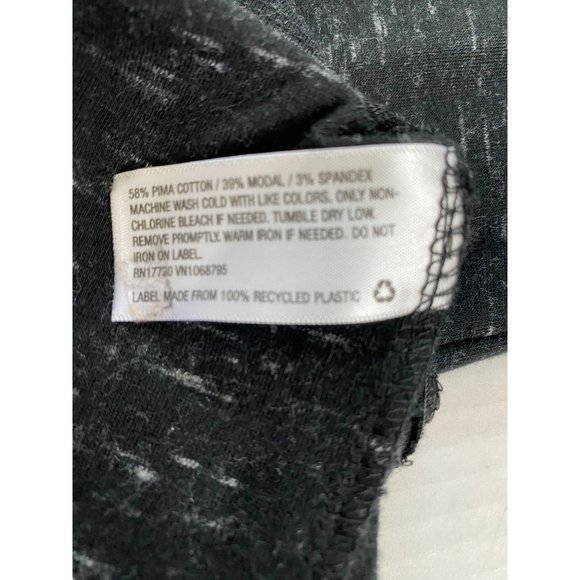 58% PIMA COTTON / 39% MODAL / 3% SPANDEX
MACHINE WASH COLD WITH LIKE COLORS. ONLY NON-
CHLORINE BLEACH IF NEEDED. TUMBLE DRY LOW.
REMOVE PROMPTLY. WARM IRON IF NEEDED. DO NOT
IRON ON LABEL.
RN17730 VN1068795
LABEL MADE FROM 100% RECYCLED PLASTIC